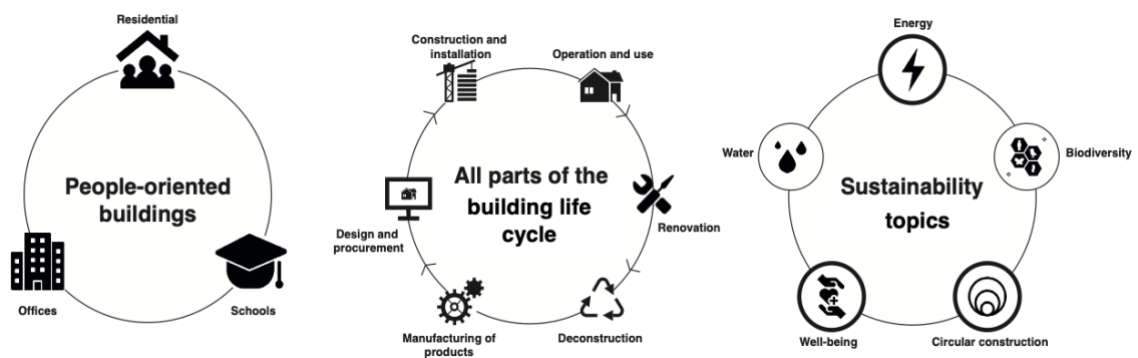 Residential
People-oriented
buildings
Offices
Schools
Construction and
installation
Operation and use
All parts of the
building life
cycle
Design and
procurement
Renovation
Manufacturing of
products
Deconstruction
Energy
Water
Biodiversity
Sustainability
topics
Well-being
Circular construction